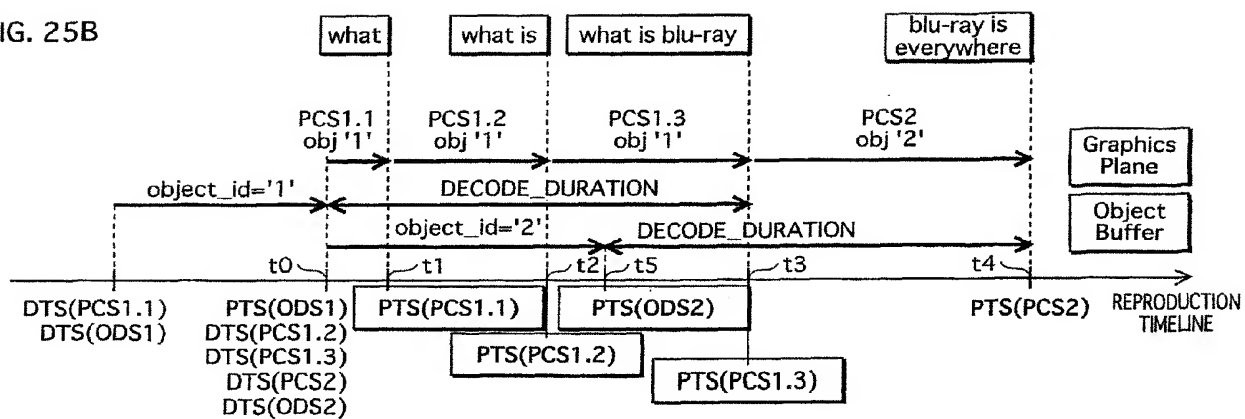 IG. 25B
what
what is
what is blu-ray
blu-ray is
everywhere
PCS1.1
obj '1'
PCS1.2
obj '1'
PCS1.3
obj '1'
PCS2
obj '2'
Graphics
Plane
object_id='1'
DECODE_DURATION
Object
Buffer
object_id='2'
DECODE_DURATION
t0
t1
t2
t5
t3
t4
DTS(PCS1.1)
DTS(ODS1)
PTS(ODS1)
DTS(PCS1.2)
DTS(PCS1.3)
DTS(PCS2)
DTS(ODS2)
PTS(PCS1.1)
PTS(PCS1.2)
PTS(ODS2)
PTS(PCS1.3)
PTS(PCS2)
REPRODUCTION
TIMELINE